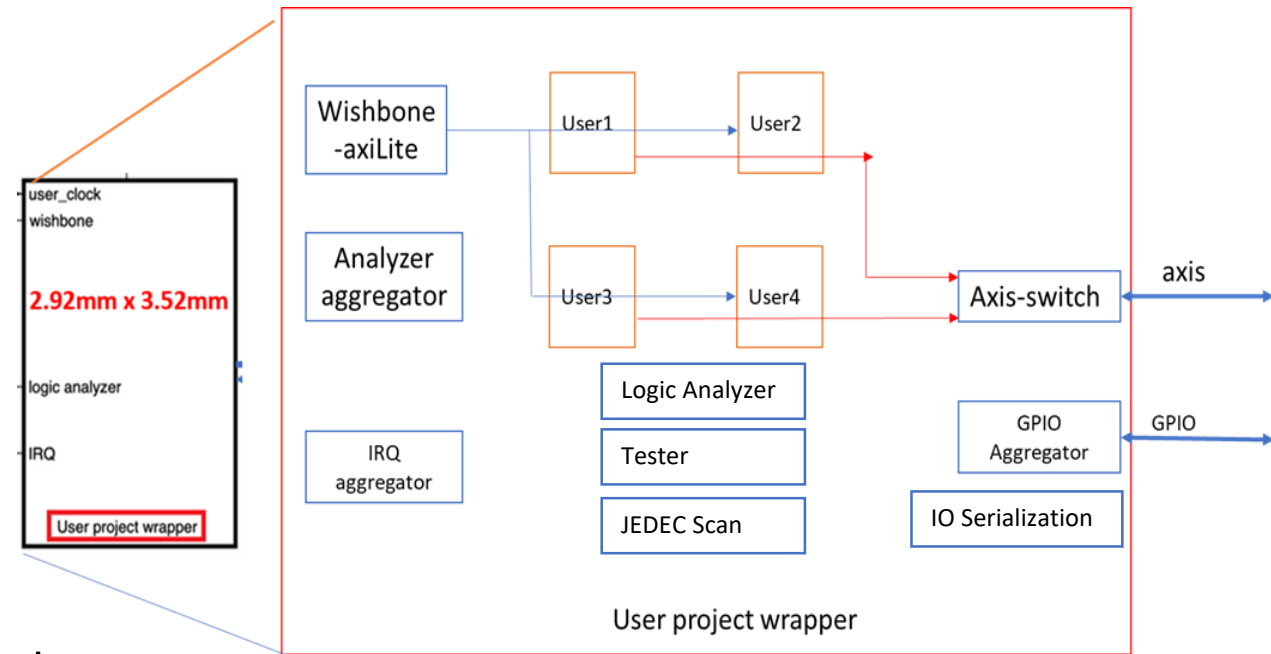 user_clock
wishbone
2.92mm x 3.52mm
logic analyzer
IRQ
User project wrapper
Wishbone
-axiLite
User1
User2
Analyzer
aggregator
User3
User4
Axis-switch
axis
Logic Analyzer
Tester
JEDEC Scan
IRQ
aggregator
GPIO
Aggregator
GPIO
IO Serialization
User project wrapper